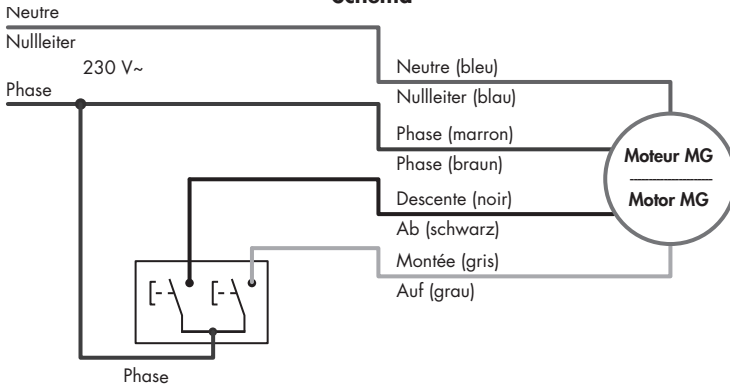 Schéma
Neutre
Nullleiter
230 V~
Phase
Neutre (bleu)
Nullleiter (blau)
Phase (marron)
Phase (braun)
Descente (noir)
Ab (schwarz)
Montée (gris)
Auf (grau)
Moteur MG
Motor MG
Phase